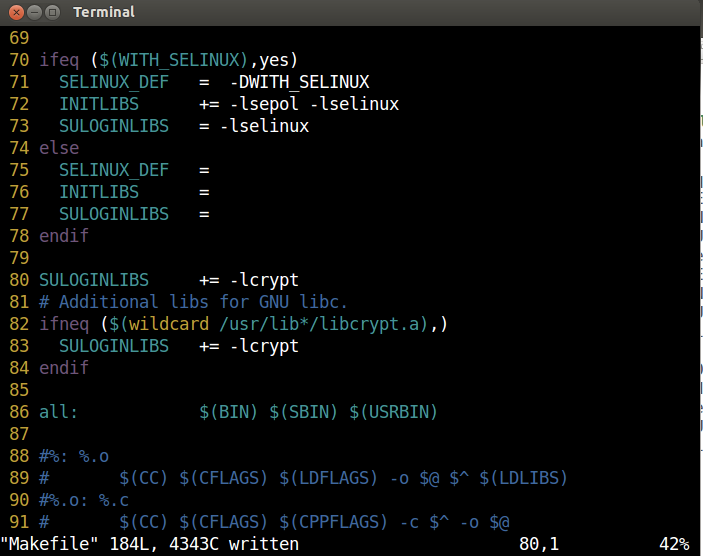 Terminal
69
70 ifeq ($(WITH_SELINUX),yes)
71   SELINUX_DEF   =  -DWITH_SELINUX
72   INITLIBS      += -lsepol -lselinux
73   SULOGINLIBS   = -lselinux
74 else
75   SELINUX_DEF   =
76   INITLIBS      =
77   SULOGINLIBS   =
78 endif
79
80 SULOGINLIBS     += -lcrypt
81 # Additional libs for GNU libc.
82 ifneq ($(wildcard /usr/lib*/libcrypt.a),)
83   SULOGINLIBS   += -lcrypt
84 endif
85
86 all:            $(BIN) $(SBIN) $(USRBIN)
87
88 #%: %.o
89 #       $(CC) $(CFLAGS) $(LDFLAGS) -o $@ $^ $(LDLIBS)
90 #%.o: %.c
91 #       $(CC) $(CFLAGS) $(CPPFLAGS) -c $^ -o $@
"Makefile" 184L, 4343C written                      80,1          42%